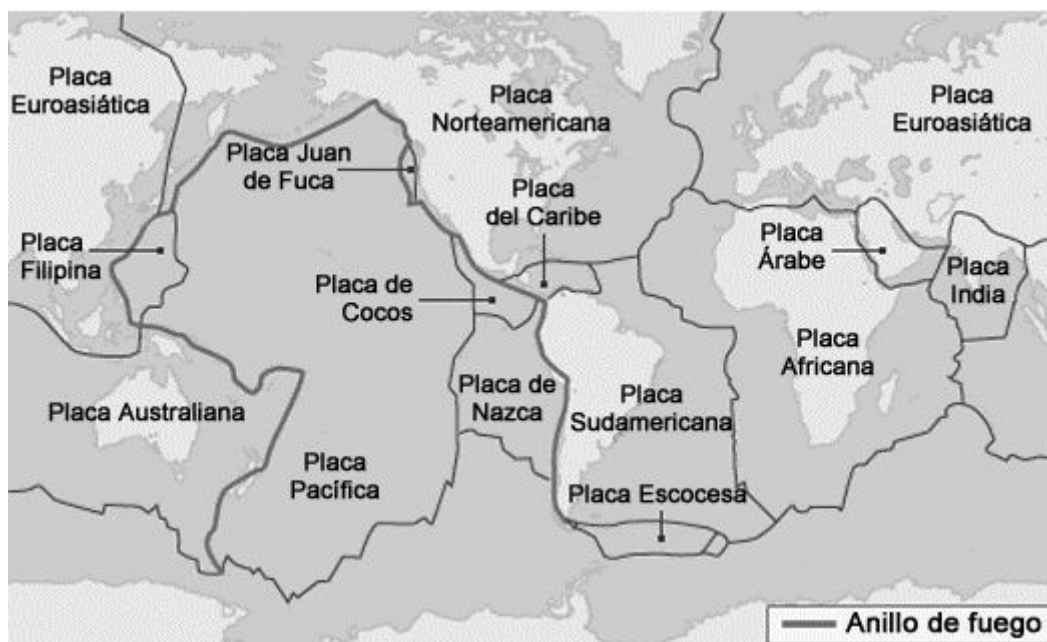 Placa
Euroasiática
Placa
Norteamericana
Placa
Euroasiática
Placa Juan
de Fuca
Placa
del Caribe
Placa
Filipina
Placa
Árabe
Placa
India
Placa de
Cocos
Placa
Africana
Placa Australiana
Placa de
Nazca
Placa
Sudamericana
Placa
Pacífica
Placa Escocesa
Anillo de fuego